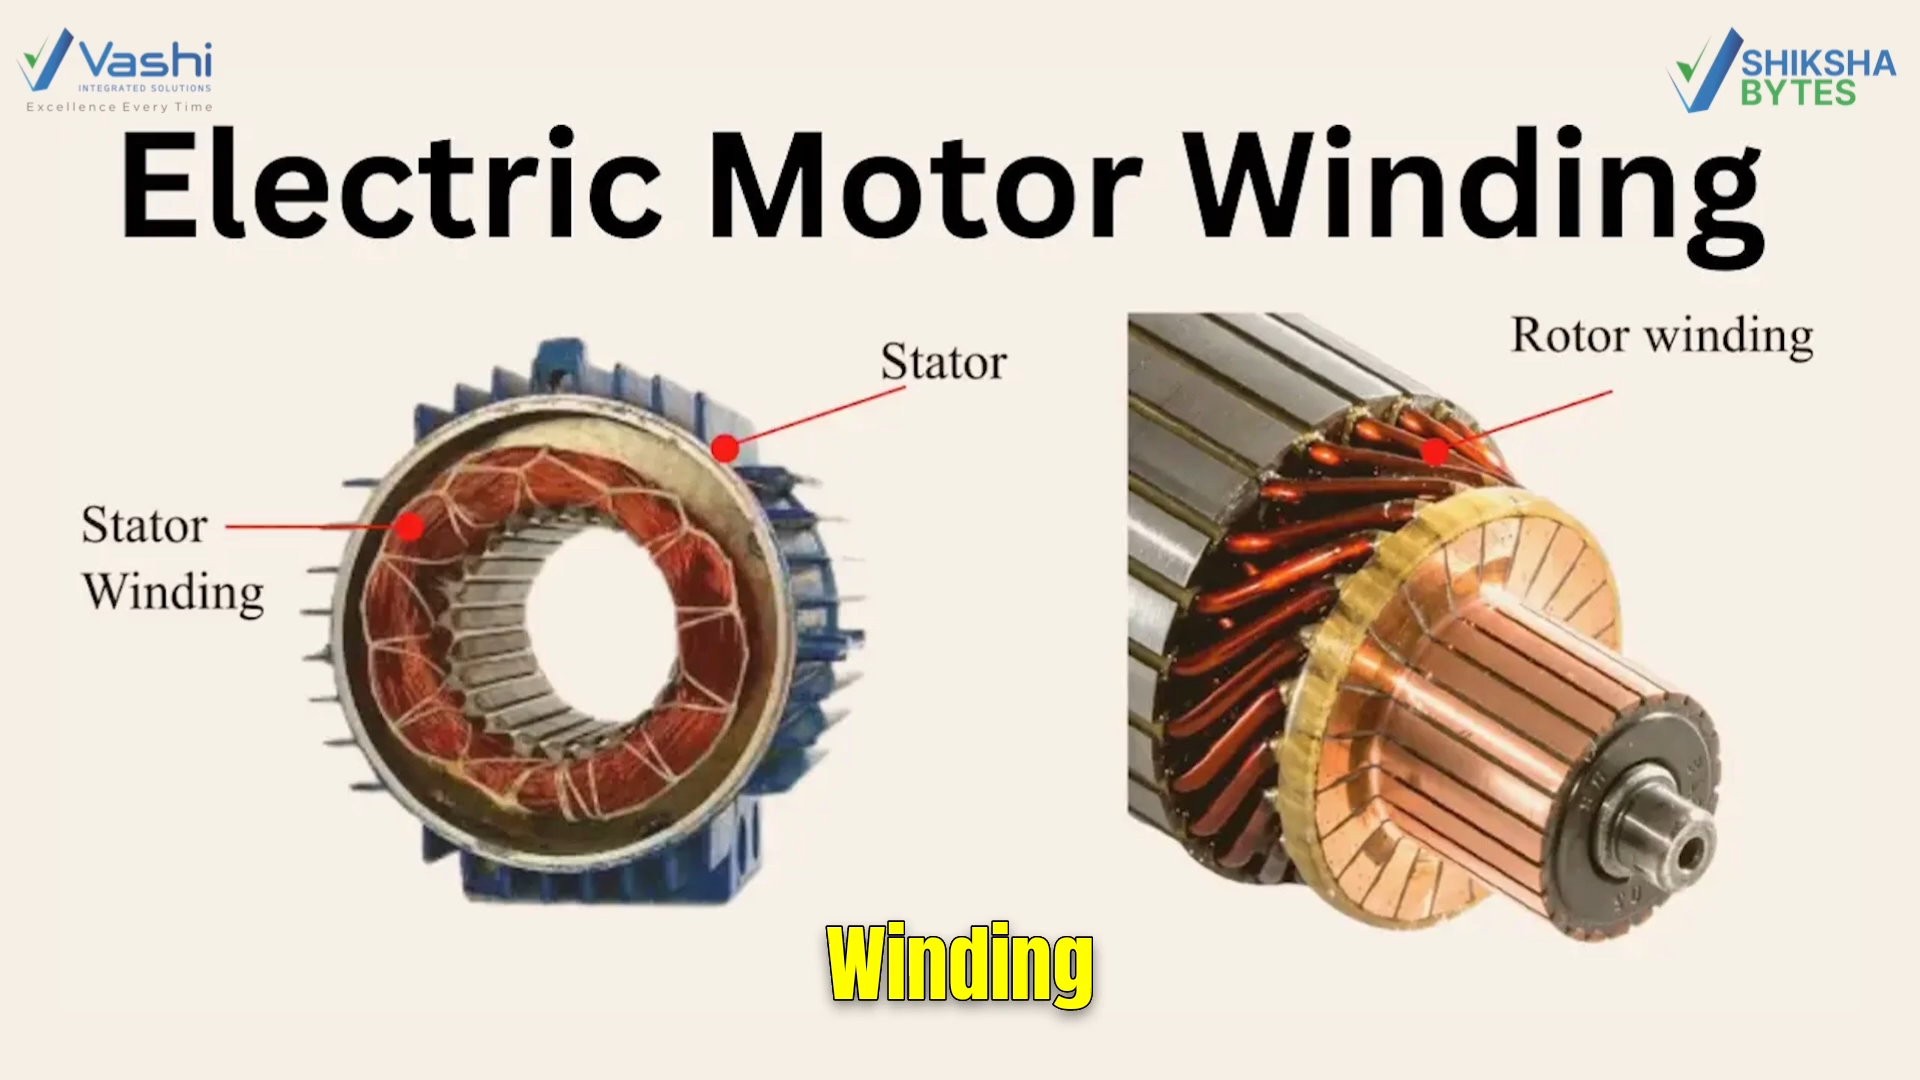 Vashi
INTEGRATED SOLUTIONS
Excellence Every Time
SHIKSHA
BYTES
Electric Motor Winding
Stator
Rotor winding
Stator
Winding
Winding